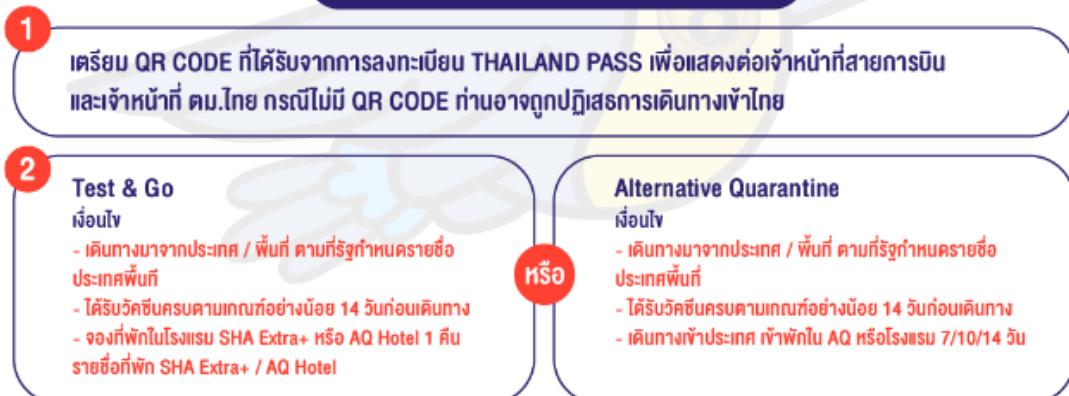 1
เตรียม QR CODE ที่ได้รับจากการลงทะเบียน THAILAND PASS เพื่อแสดงต่อเจ้าหน้าที่สายการบิน
และเจ้าหน้าที่ ตม.ไทย กรณีไม่มี QR CODE ท่านอาจถูกปฏิเสธการเดินทางเข้าไทย
2
Test & Go
เงื่อนไข
- เดินทางมาจากประเทศ / พื้นที่ ตามที่รัฐกำหนดรายชื่อ
ประเทศพื้นที่
- ได้รับวัคซีนครบตามเกณฑ์อย่างน้อย 14 วันก่อนเดินทาง
- จองที่พักในโรงแรม SHA Extra+ หรือ AQ Hotel 1 คืน
รายชื่อที่พัก SHA Extra+ / AQ Hotel
หรือ
Alternative Quarantine
เงื่อนไข
- เดินทางมาจากประเทศ / พื้นที่ ตามที่รัฐกำหนดรายชื่อ
ประเทศพื้นที่
- ได้รับวัคซีนครบตามเกณฑ์อย่างน้อย 14 วันก่อนเดินทาง
- เดินทางเข้าประเทศ เข้าพักใน AQ หรือโรงแรม 7/10/14 วัน